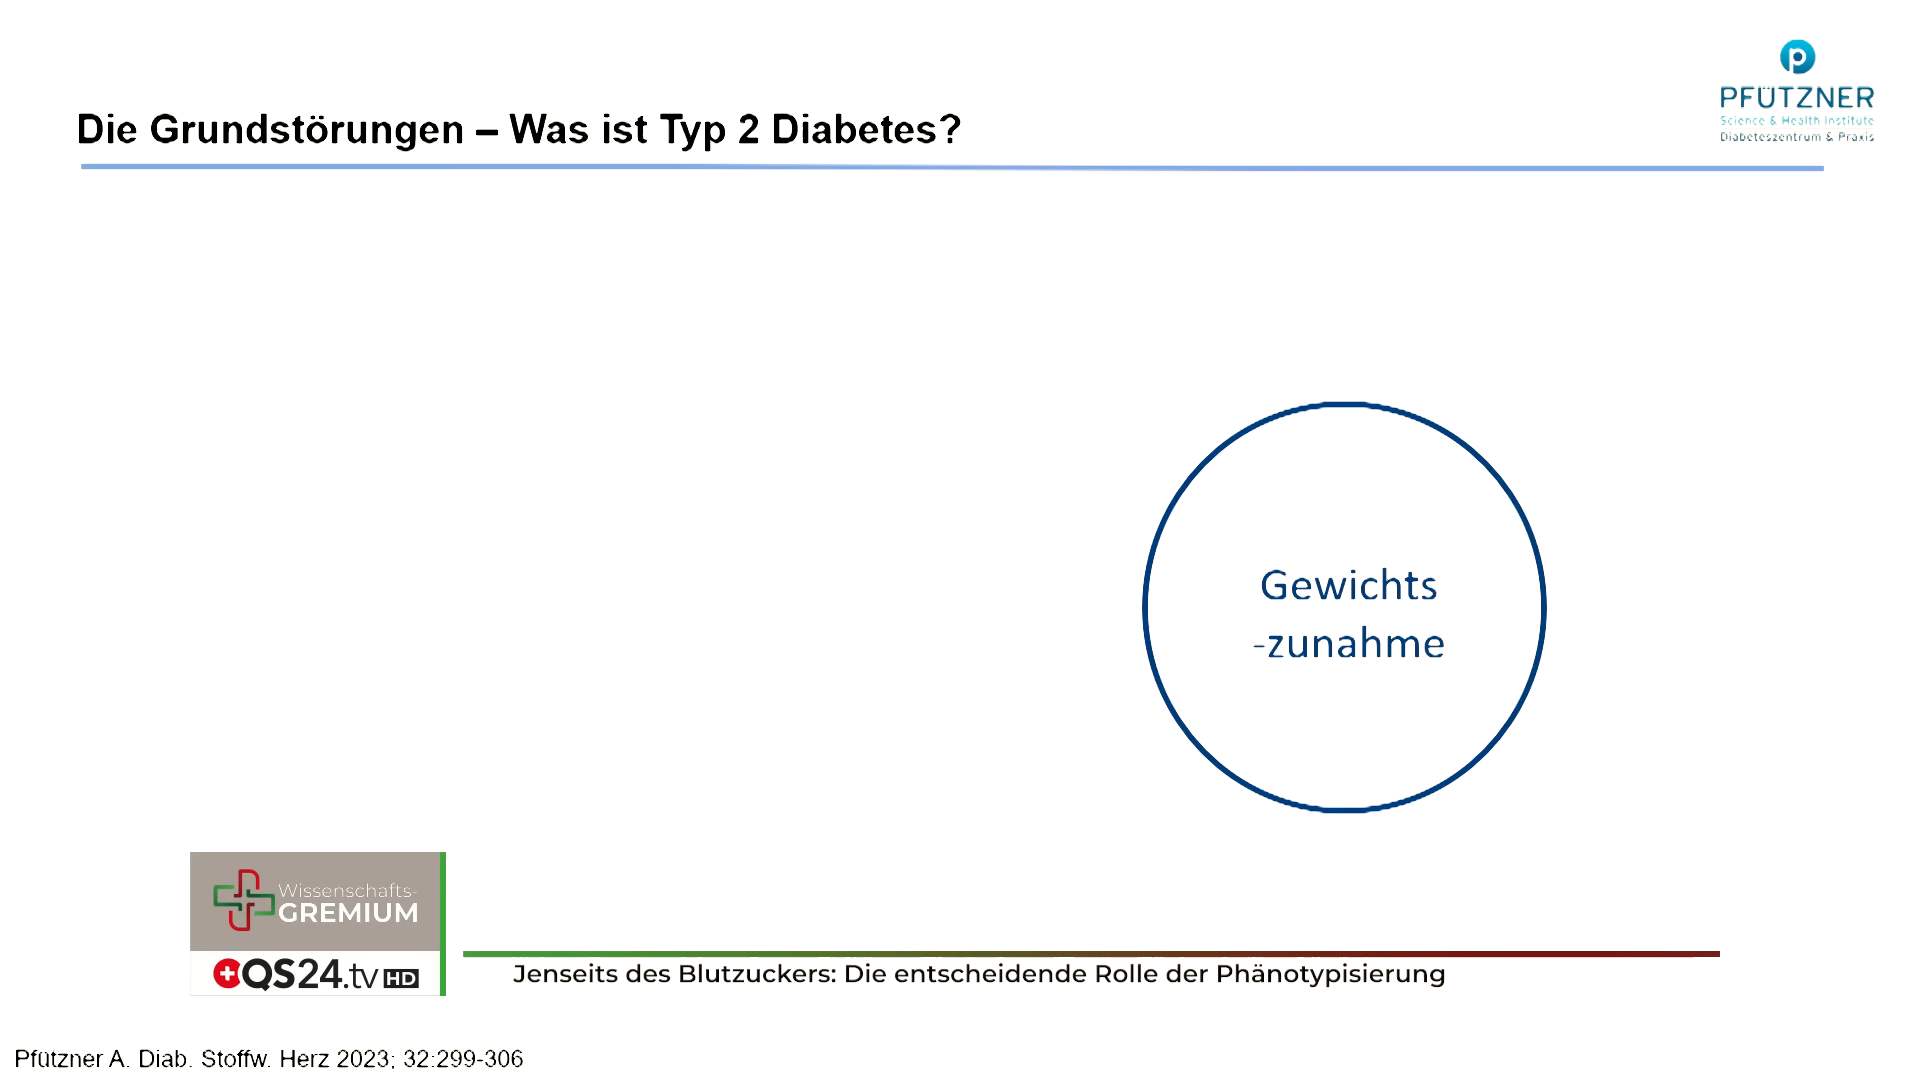 PFÜTZNER
Science & Health Institute
Diabeteszentrum & Praxis
Die Grundstörungen – Was ist Typ 2 Diabetes?
Gewichts
-zunahme
Wissenschafts-
GREMIUM
QS24.tv HD
Jenseits des Blutzuckers: Die entscheidende Rolle der Phänotypisierung
Pfützner A. Diab. Stoffw. Herz 2023; 32:299-306